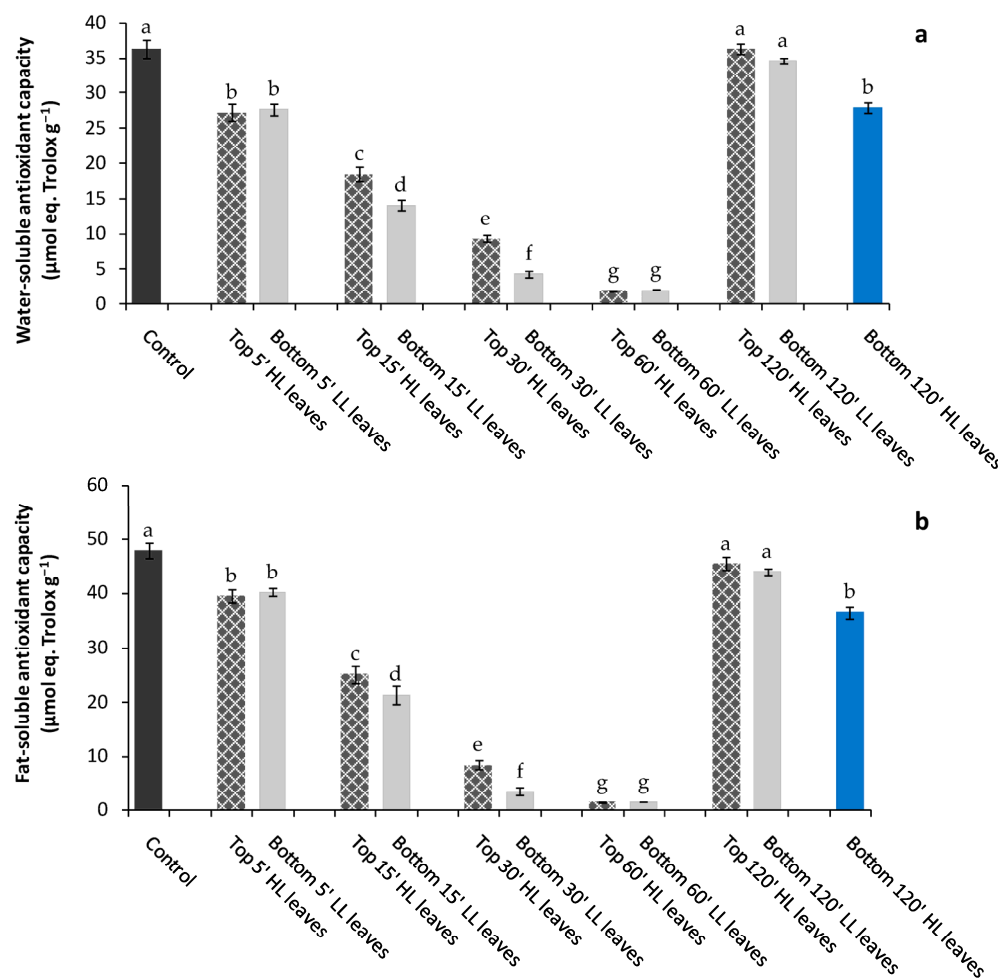 a
Water-soluble antioxidant capacity
(µmol eq. Trolox g⁻¹)
40
35
30
25
20
15
10
5
0
a
b
b
c
d
e
f
g
g
a
a
b
Control
Top 5' HL leaves
Bottom 5' LL leaves
Top 15' HL leaves
Bottom 15' LL leaves
Top 30' HL leaves
Bottom 30' LL leaves
Top 60' HL leaves
Bottom 60' LL leaves
Top 120' HL leaves
Bottom 120' LL leaves
Bottom 120' HL leaves
b
Fat-soluble antioxidant capacity
(µmol eq. Trolox g⁻¹)
60
50
40
30
20
10
0
a
b
b
c
d
e
f
g
g
a
a
b
Control
Top 5' HL leaves
Bottom 5' LL leaves
Top 15' HL leaves
Bottom 15' LL leaves
Top 30' HL leaves
Bottom 30' LL leaves
Top 60' HL leaves
Bottom 60' LL leaves
Top 120' HL leaves
Bottom 120' LL leaves
Bottom 120' HL leaves